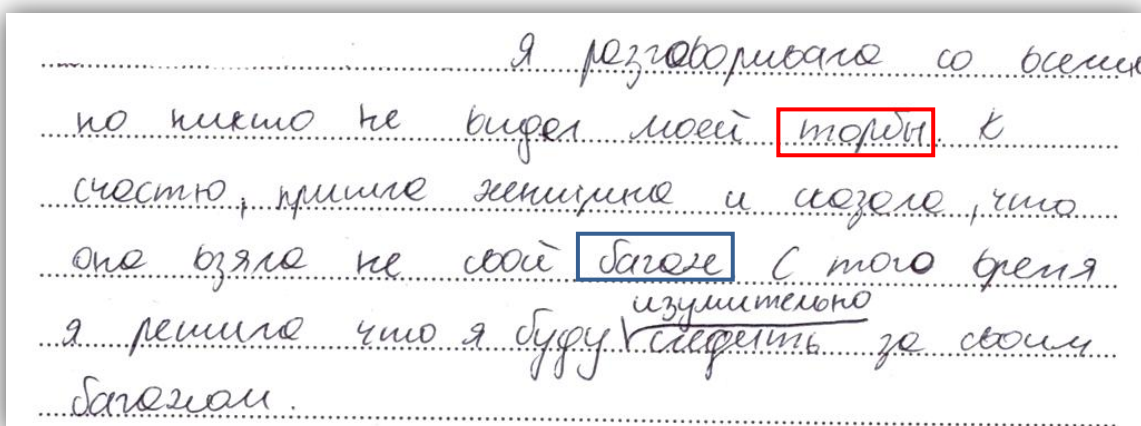 Я разговаривала со всеми
но никто не видел моей торбы. К
счастю, пришла женщина и сказала, что
она взяла не свой багаж С того время
изумительно
я решила что я буду следить за своим
багажом.